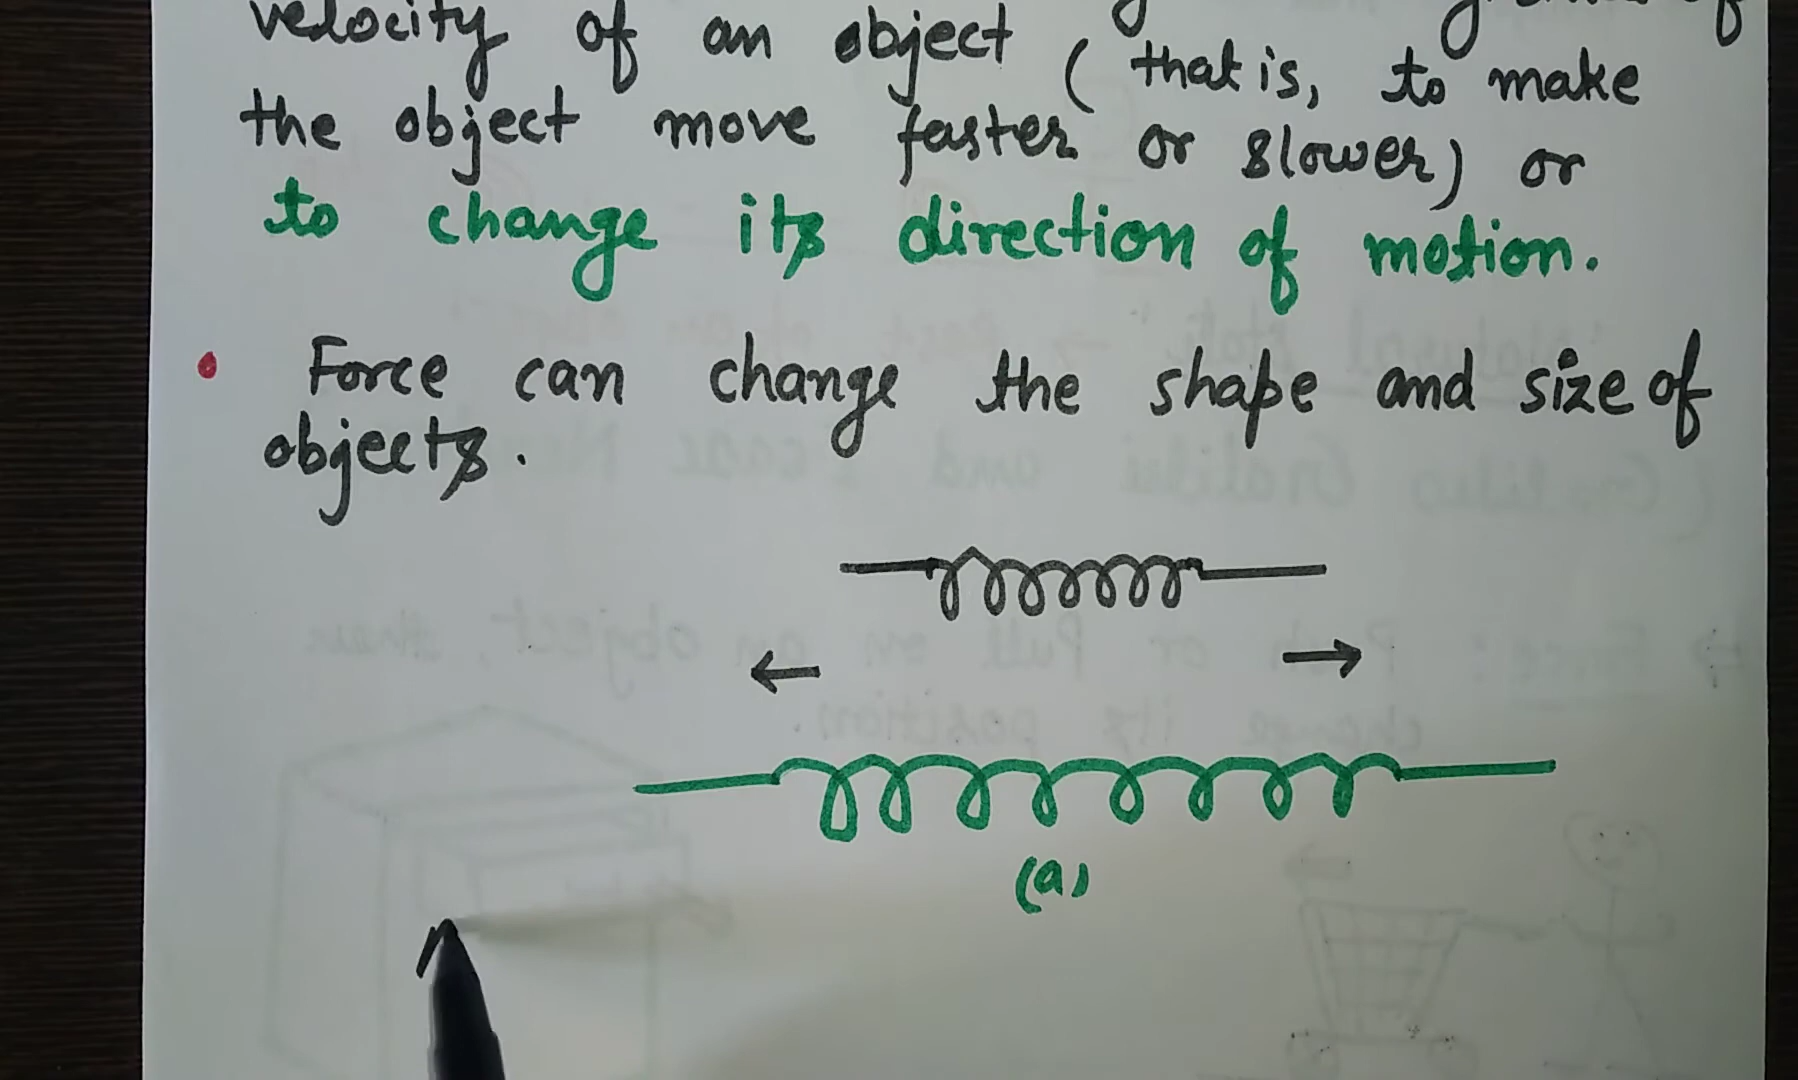 velocity of an object (that is, to make
the object move faster or slower) or
to change its direction of motion.
• Force can change the shape and size of
objects.
(a)